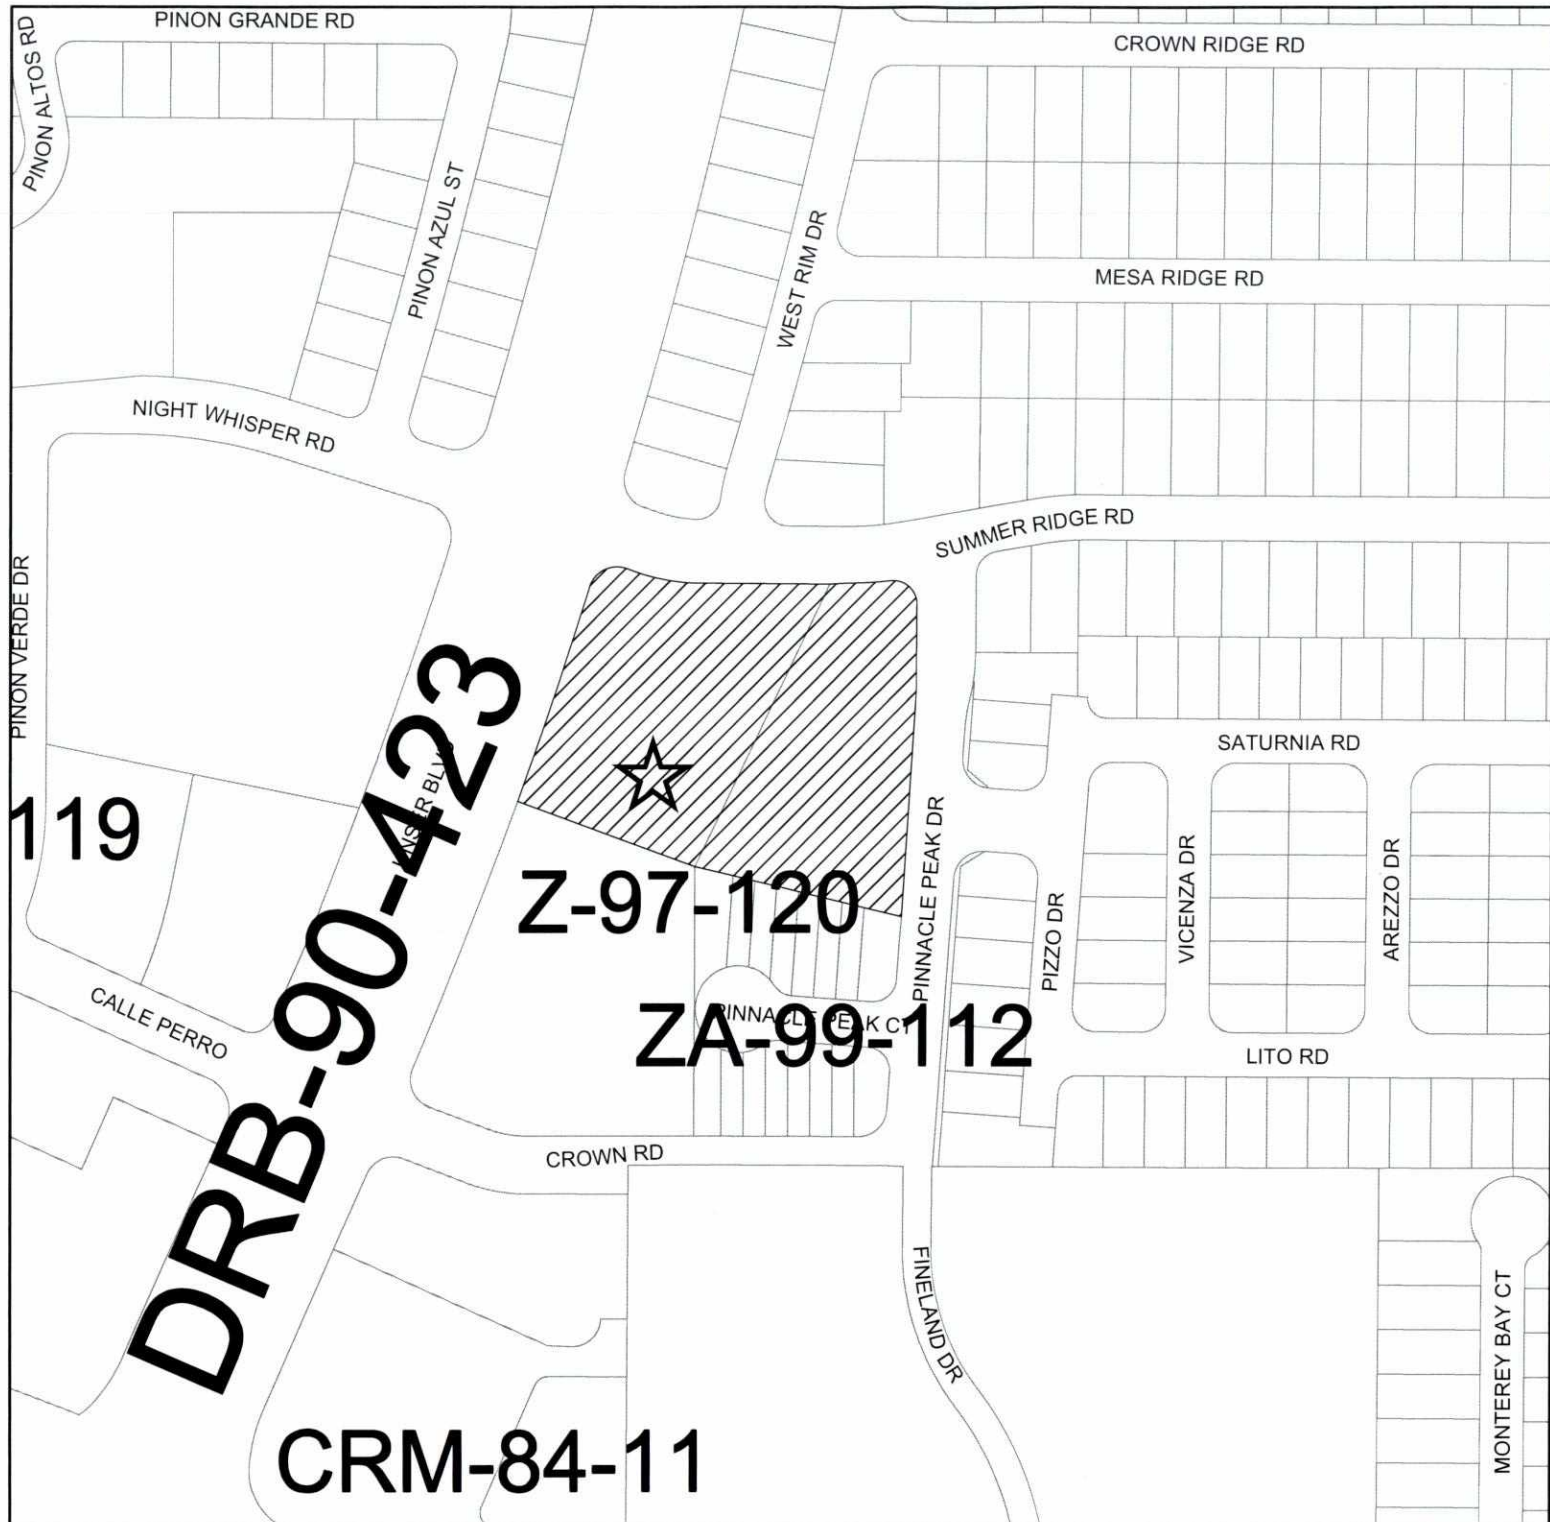 PINON GRANDE RD
CROWN RIDGE RD
PINON ALTOS RD
PINON AZUL ST
WEST RIM DR
MESA RIDGE RD
NIGHT WHISPER RD
SUMMER RIDGE RD
PINON VERDE DR
DRB-90-423
SATURNIA RD
119
Z-97-120
PINNACLE PEAK DR
PIZZO DR
VICENZA DR
AREZZO DR
CALLE PERRO
PINNACLE PEAK CT
ZA-99-112
LITO RD
CROWN RD
FINELAND DR
MONTEREY BAY CT
CRM-84-11